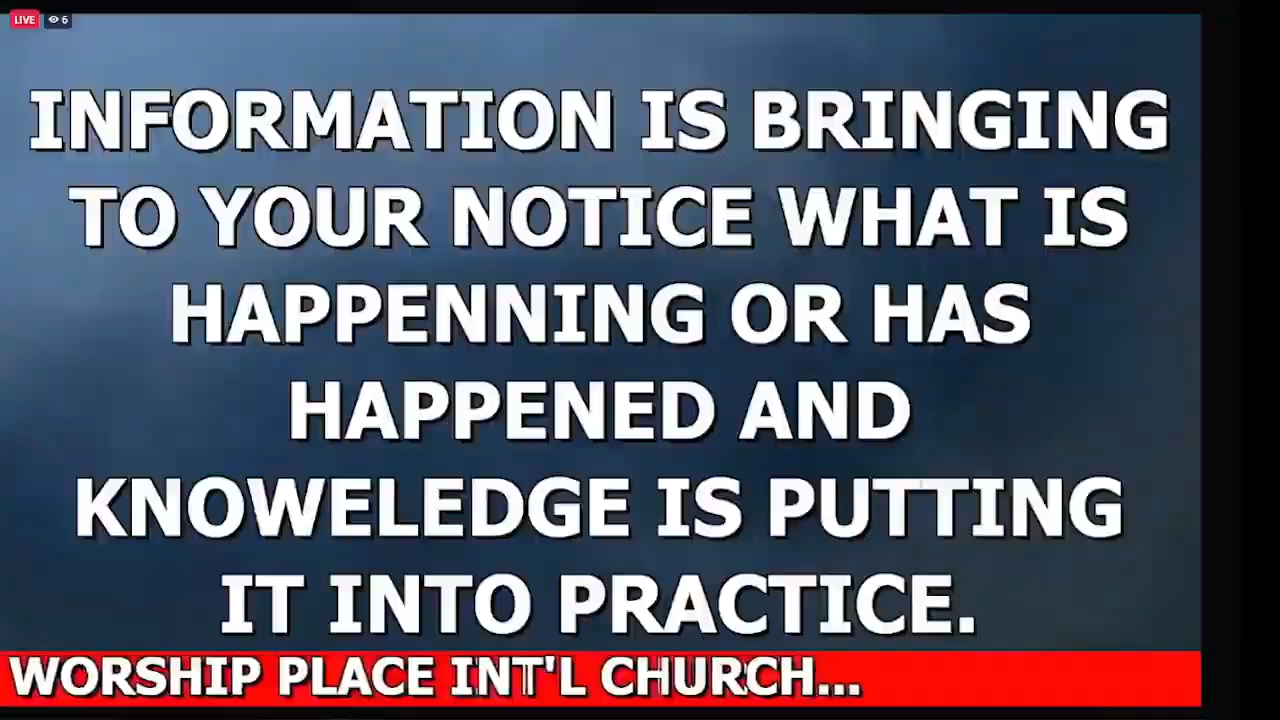 LIVE 6
INFORMATION IS BRINGING
TO YOUR NOTICE WHAT IS
HAPPENNING OR HAS
HAPPENED AND
KNOWELEDGE IS PUTTING
IT INTO PRACTICE.
WORSHIP PLACE INT'L CHURCH...